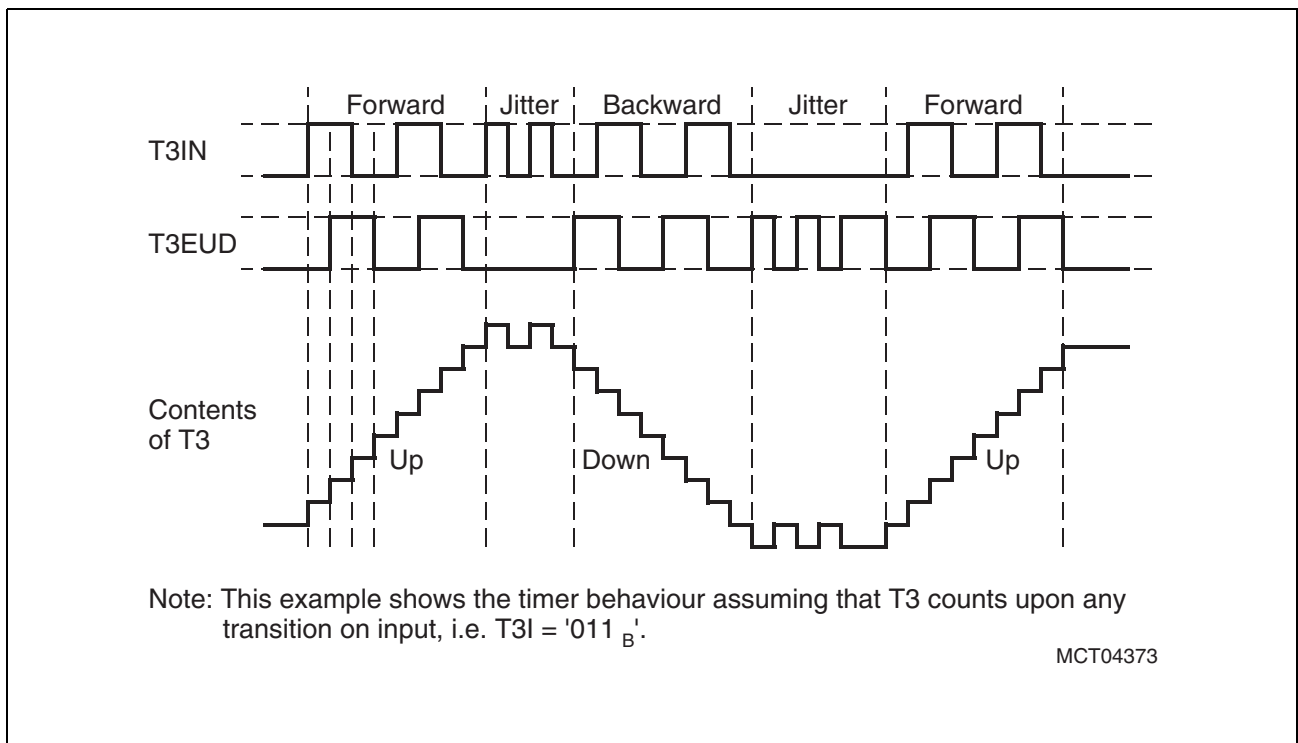 Forward Jitter Backward Jitter Forward
T3IN
T3EUD
Contents
of T3
Up Down Up
Note: This example shows the timer behaviour assuming that T3 counts upon any
transition on input, i.e. T3I = '011 B'.
MCT04373